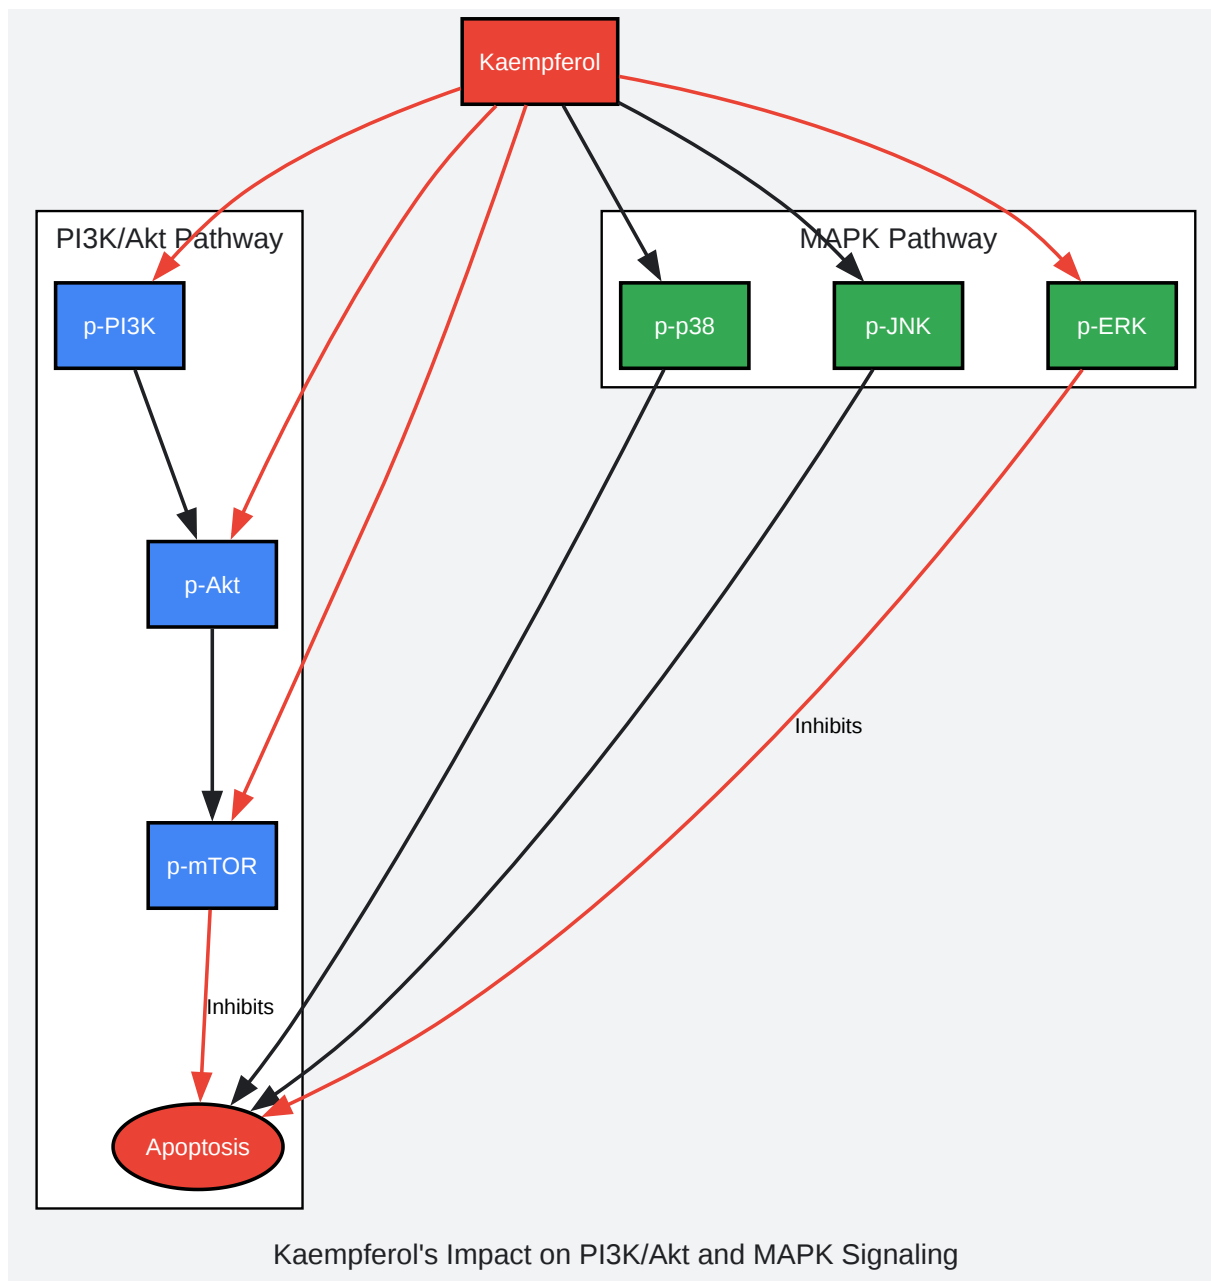 Kaempferol
PI3K/Akt Pathway
MAPK Pathway
p-PI3K
p-p38
p-JNK
p-ERK
p-Akt
Inhibits
p-mTOR
Inhibits
Apoptosis
Kaempferol's Impact on PI3K/Akt and MAPK Signaling